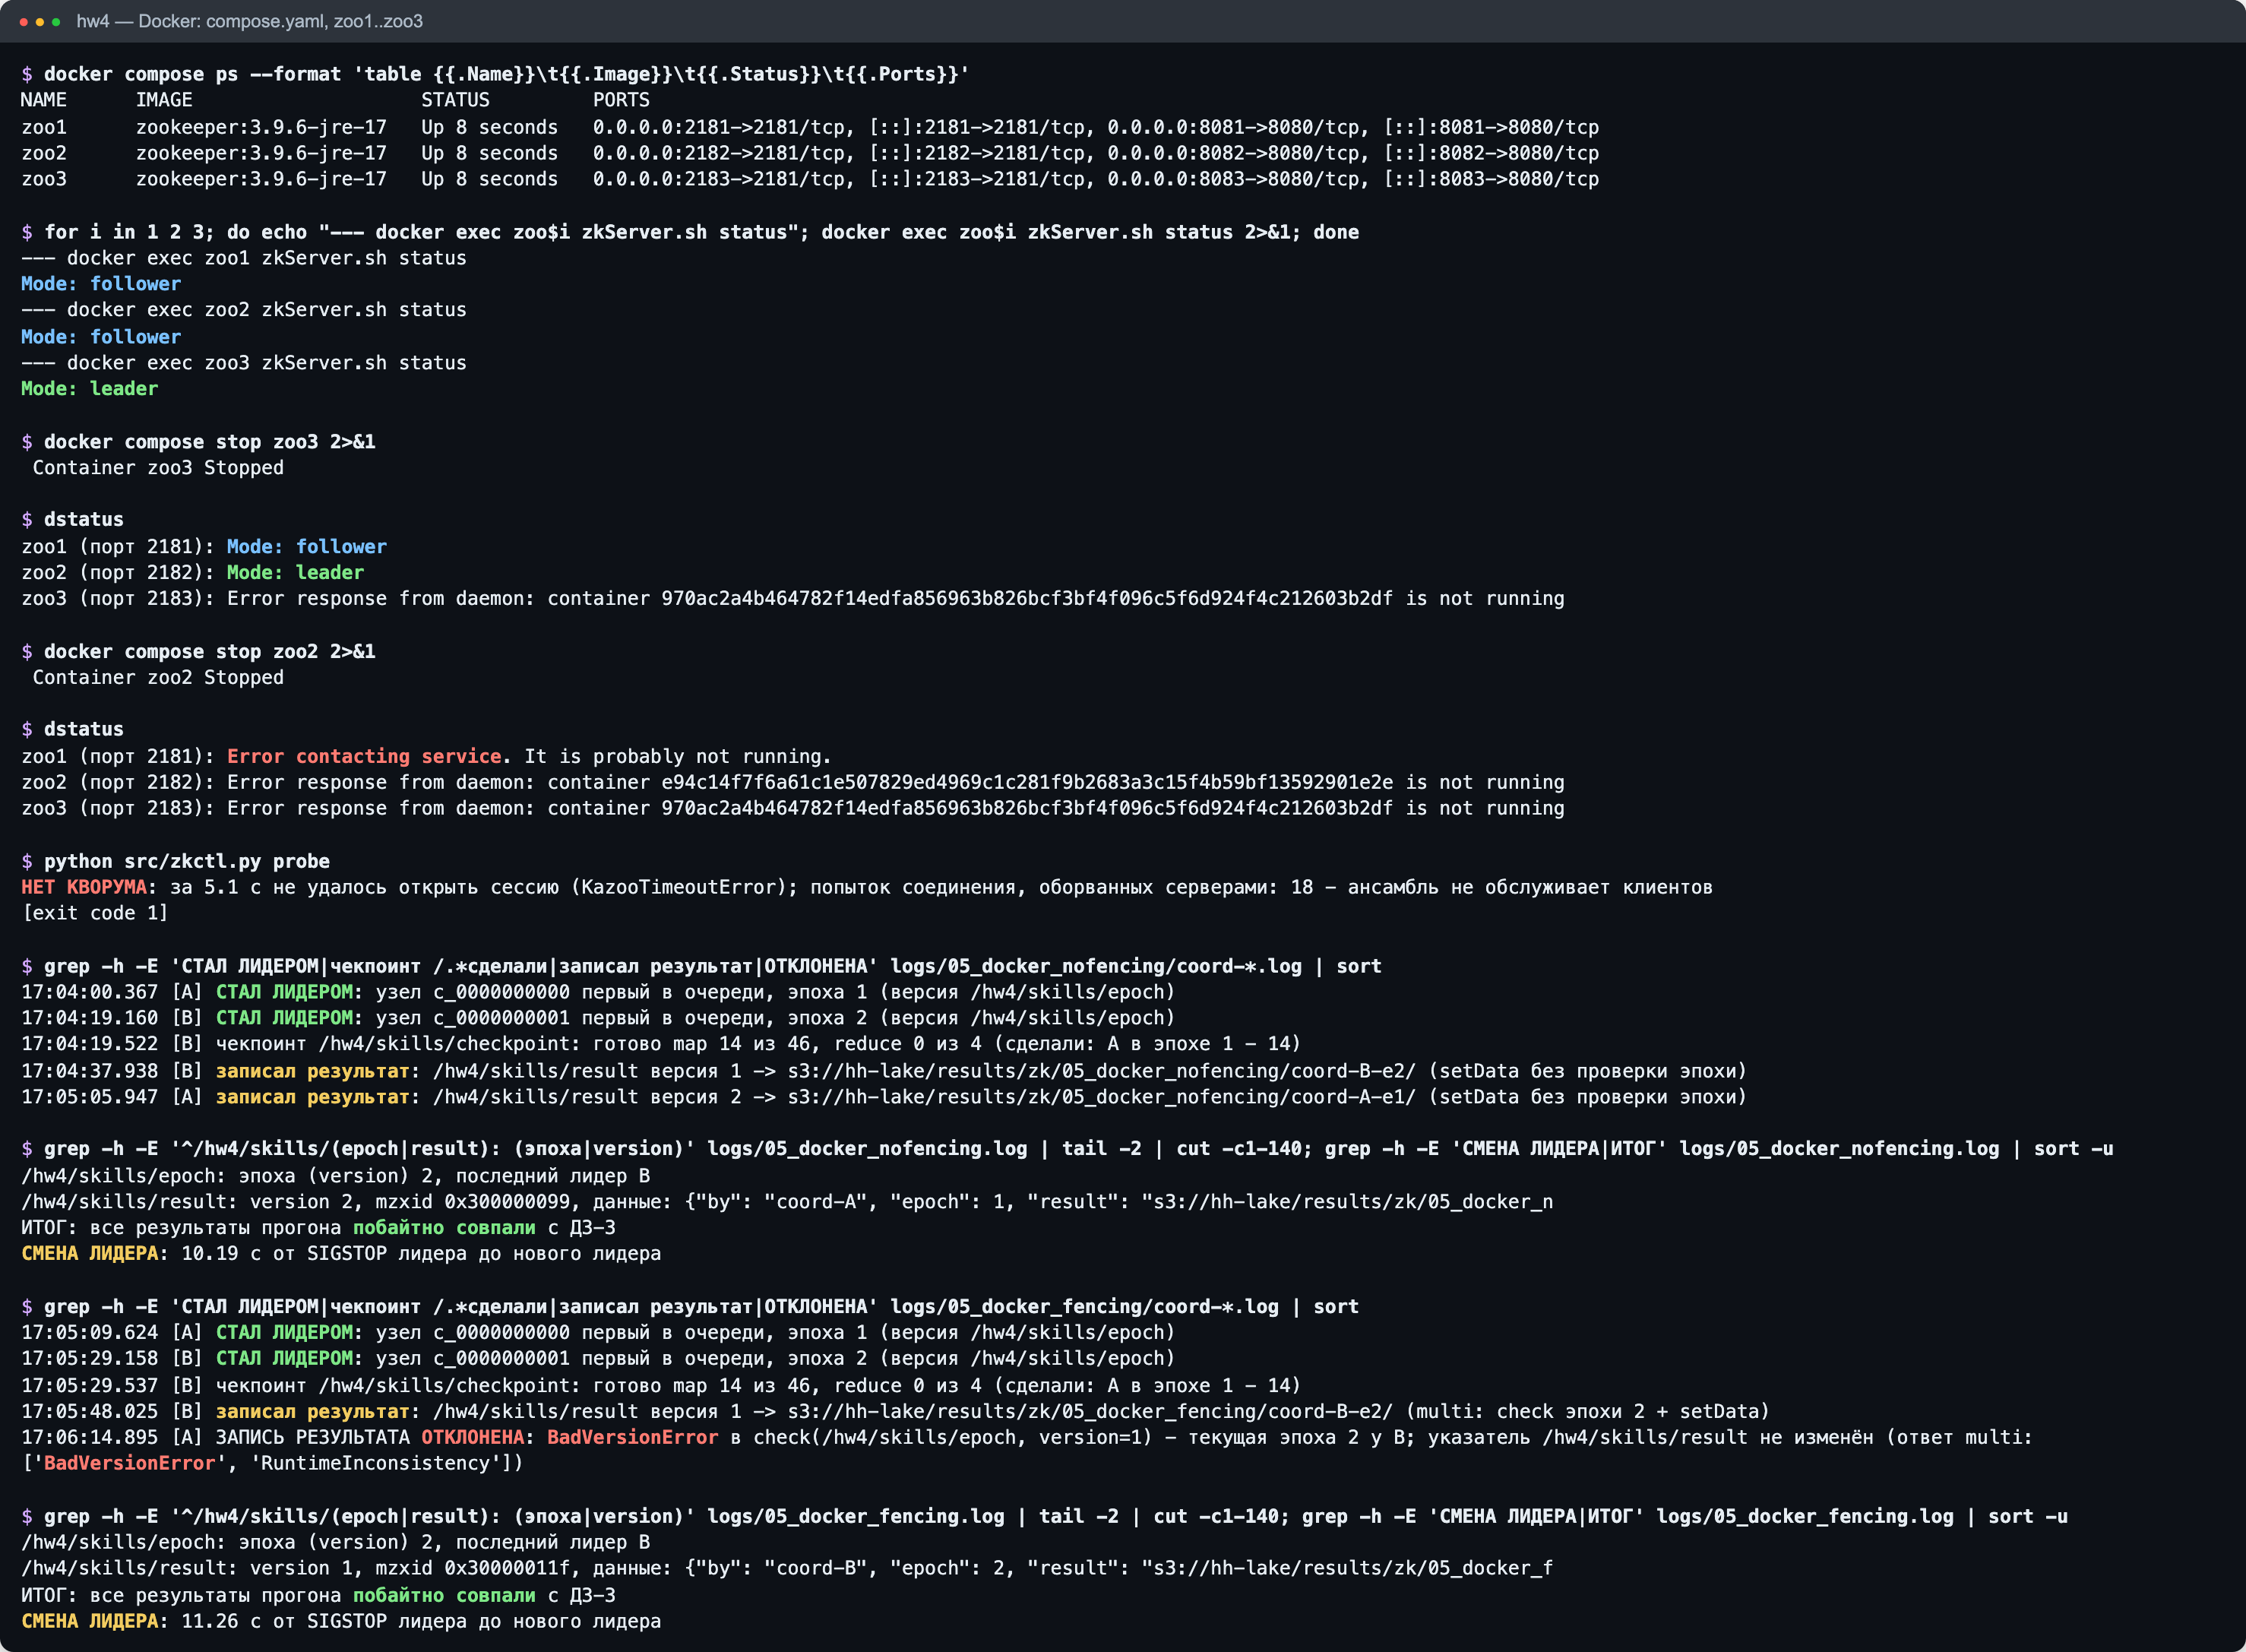 hw4 — Docker: compose.yaml, zoo1..zoo3
$ docker compose ps --format 'table {{.Name}}\t{{.Image}}\t{{.Status}}\t{{.Ports}}'
NAME      IMAGE                    STATUS         PORTS
zoo1      zookeeper:3.9.6-jre-17   Up 8 seconds   0.0.0.0:2181->2181/tcp, [::]:2181->2181/tcp, 0.0.0.0:8081->8080/tcp, [::]:8081->8080/tcp
zoo2      zookeeper:3.9.6-jre-17   Up 8 seconds   0.0.0.0:2182->2181/tcp, [::]:2182->2181/tcp, 0.0.0.0:8082->8080/tcp, [::]:8082->8080/tcp
zoo3      zookeeper:3.9.6-jre-17   Up 8 seconds   0.0.0.0:2183->2181/tcp, [::]:2183->2181/tcp, 0.0.0.0:8083->8080/tcp, [::]:8083->8080/tcp
$ for i in 1 2 3; do echo "--- docker exec zoo$i zkServer.sh status"; docker exec zoo$i zkServer.sh status 2>&1; done
--- docker exec zoo1 zkServer.sh status
Mode: follower
--- docker exec zoo2 zkServer.sh status
Mode: follower
--- docker exec zoo3 zkServer.sh status
Mode: leader
$ docker compose stop zoo3 2>&1
 Container zoo3 Stopped
$ dstatus
zoo1 (порт 2181): Mode: follower
zoo2 (порт 2182): Mode: leader
zoo3 (порт 2183): Error response from daemon: container 970ac2a4b464782f14edfa856963b826bcf3bf4f096c5f6d924f4c212603b2df is not running
$ docker compose stop zoo2 2>&1
 Container zoo2 Stopped
$ dstatus
zoo1 (порт 2181): Error contacting service. It is probably not running.
zoo2 (порт 2182): Error response from daemon: container e94c14f7f6a61c1e507829ed4969c1c281f9b2683a3c15f4b59bf13592901e2e is not running
zoo3 (порт 2183): Error response from daemon: container 970ac2a4b464782f14edfa856963b826bcf3bf4f096c5f6d924f4c212603b2df is not running
$ python src/zkctl.py probe
НЕТ КВОРУМА: за 5.1 с не удалось открыть сессию (KazooTimeoutError); попыток соединения, оборванных серверами: 18 — ансамбль не обслуживает клиентов
[exit code 1]
$ grep -h -E 'СТАЛ ЛИДЕРОМ|чекпоинт /.*сделали|записал результат|ОТКЛОНЕНА' logs/05_docker_nofencing/coord-*.log | sort
17:04:00.367 [A] СТАЛ ЛИДЕРОМ: узел c_0000000000 первый в очереди, эпоха 1 (версия /hw4/skills/epoch)
17:04:19.160 [B] СТАЛ ЛИДЕРОМ: узел c_0000000001 первый в очереди, эпоха 2 (версия /hw4/skills/epoch)
17:04:19.522 [B] чекпоинт /hw4/skills/checkpoint: готово map 14 из 46, reduce 0 из 4 (сделали: A в эпохе 1 — 14)
17:04:37.938 [B] записал результат: /hw4/skills/result версия 1 -> s3://hh-lake/results/zk/05_docker_nofencing/coord-B-e2/ (setData без проверки эпохи)
17:05:05.947 [A] записал результат: /hw4/skills/result версия 2 -> s3://hh-lake/results/zk/05_docker_nofencing/coord-A-e1/ (setData без проверки эпохи)
$ grep -h -E '^/hw4/skills/(epoch|result): (эпоха|version)' logs/05_docker_nofencing.log | tail -2 | cut -c1-140; grep -h -E 'СМЕНА ЛИДЕРА|ИТОГ' logs/05_docker_nofencing.log | sort -u
/hw4/skills/epoch: эпоха (version) 2, последний лидер B
/hw4/skills/result: version 2, mzxid 0x300000099, данные: {"by": "coord-A", "epoch": 1, "result": "s3://hh-lake/results/zk/05_docker_n
ИТОГ: все результаты прогона побайтно совпали с ДЗ-3
СМЕНА ЛИДЕРА: 10.19 с от SIGSTOP лидера до нового лидера
$ grep -h -E 'СТАЛ ЛИДЕРОМ|чекпоинт /.*сделали|записал результат|ОТКЛОНЕНА' logs/05_docker_fencing/coord-*.log | sort
17:05:09.624 [A] СТАЛ ЛИДЕРОМ: узел c_0000000000 первый в очереди, эпоха 1 (версия /hw4/skills/epoch)
17:05:29.158 [B] СТАЛ ЛИДЕРОМ: узел c_0000000001 первый в очереди, эпоха 2 (версия /hw4/skills/epoch)
17:05:29.537 [B] чекпоинт /hw4/skills/checkpoint: готово map 14 из 46, reduce 0 из 4 (сделали: A в эпохе 1 — 14)
17:05:48.025 [B] записал результат: /hw4/skills/result версия 1 -> s3://hh-lake/results/zk/05_docker_fencing/coord-B-e2/ (multi: check эпохи 2 + setData)
17:06:14.895 [A] ЗАПИСЬ РЕЗУЛЬТАТА ОТКЛОНЕНА: BadVersionError в check(/hw4/skills/epoch, version=1) — текущая эпоха 2 у B; указатель /hw4/skills/result не изменён (ответ multi:
['BadVersionError', 'RuntimeInconsistency'])
$ grep -h -E '^/hw4/skills/(epoch|result): (эпоха|version)' logs/05_docker_fencing.log | tail -2 | cut -c1-140; grep -h -E 'СМЕНА ЛИДЕРА|ИТОГ' logs/05_docker_fencing.log | sort -u
/hw4/skills/epoch: эпоха (version) 2, последний лидер B
/hw4/skills/result: version 1, mzxid 0x30000011f, данные: {"by": "coord-B", "epoch": 2, "result": "s3://hh-lake/results/zk/05_docker_f
ИТОГ: все результаты прогона побайтно совпали с ДЗ-3
СМЕНА ЛИДЕРА: 11.26 с от SIGSTOP лидера до нового лидера